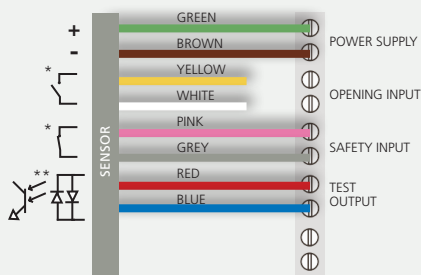 GREEN
+
BROWN
POWER SUPPLY
-
*
YELLOW
WHITE
OPENING INPUT
*
PINK
GREY
SAFETY INPUT
SENSOR
**
RED
TEST
OUTPUT
BLUE